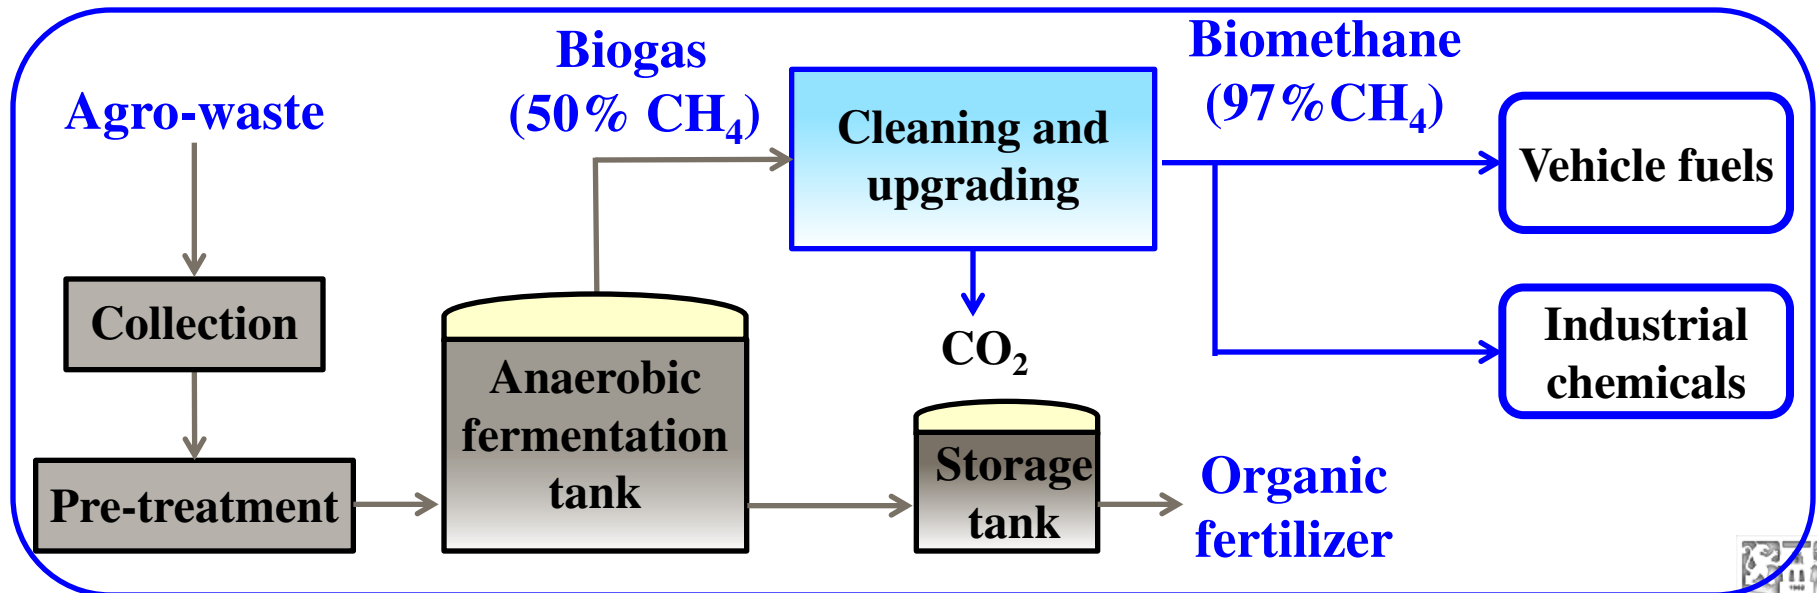 Agro-waste
Collection
Pre-treatment
Biogas
(50% CH₄)
Anaerobic
fermentation
tank
Cleaning and
upgrading
CO₂
Storage
tank
Organic
fertilizer
Biomethane
(97%CH₄)
Vehicle fuels
Industrial
chemicals